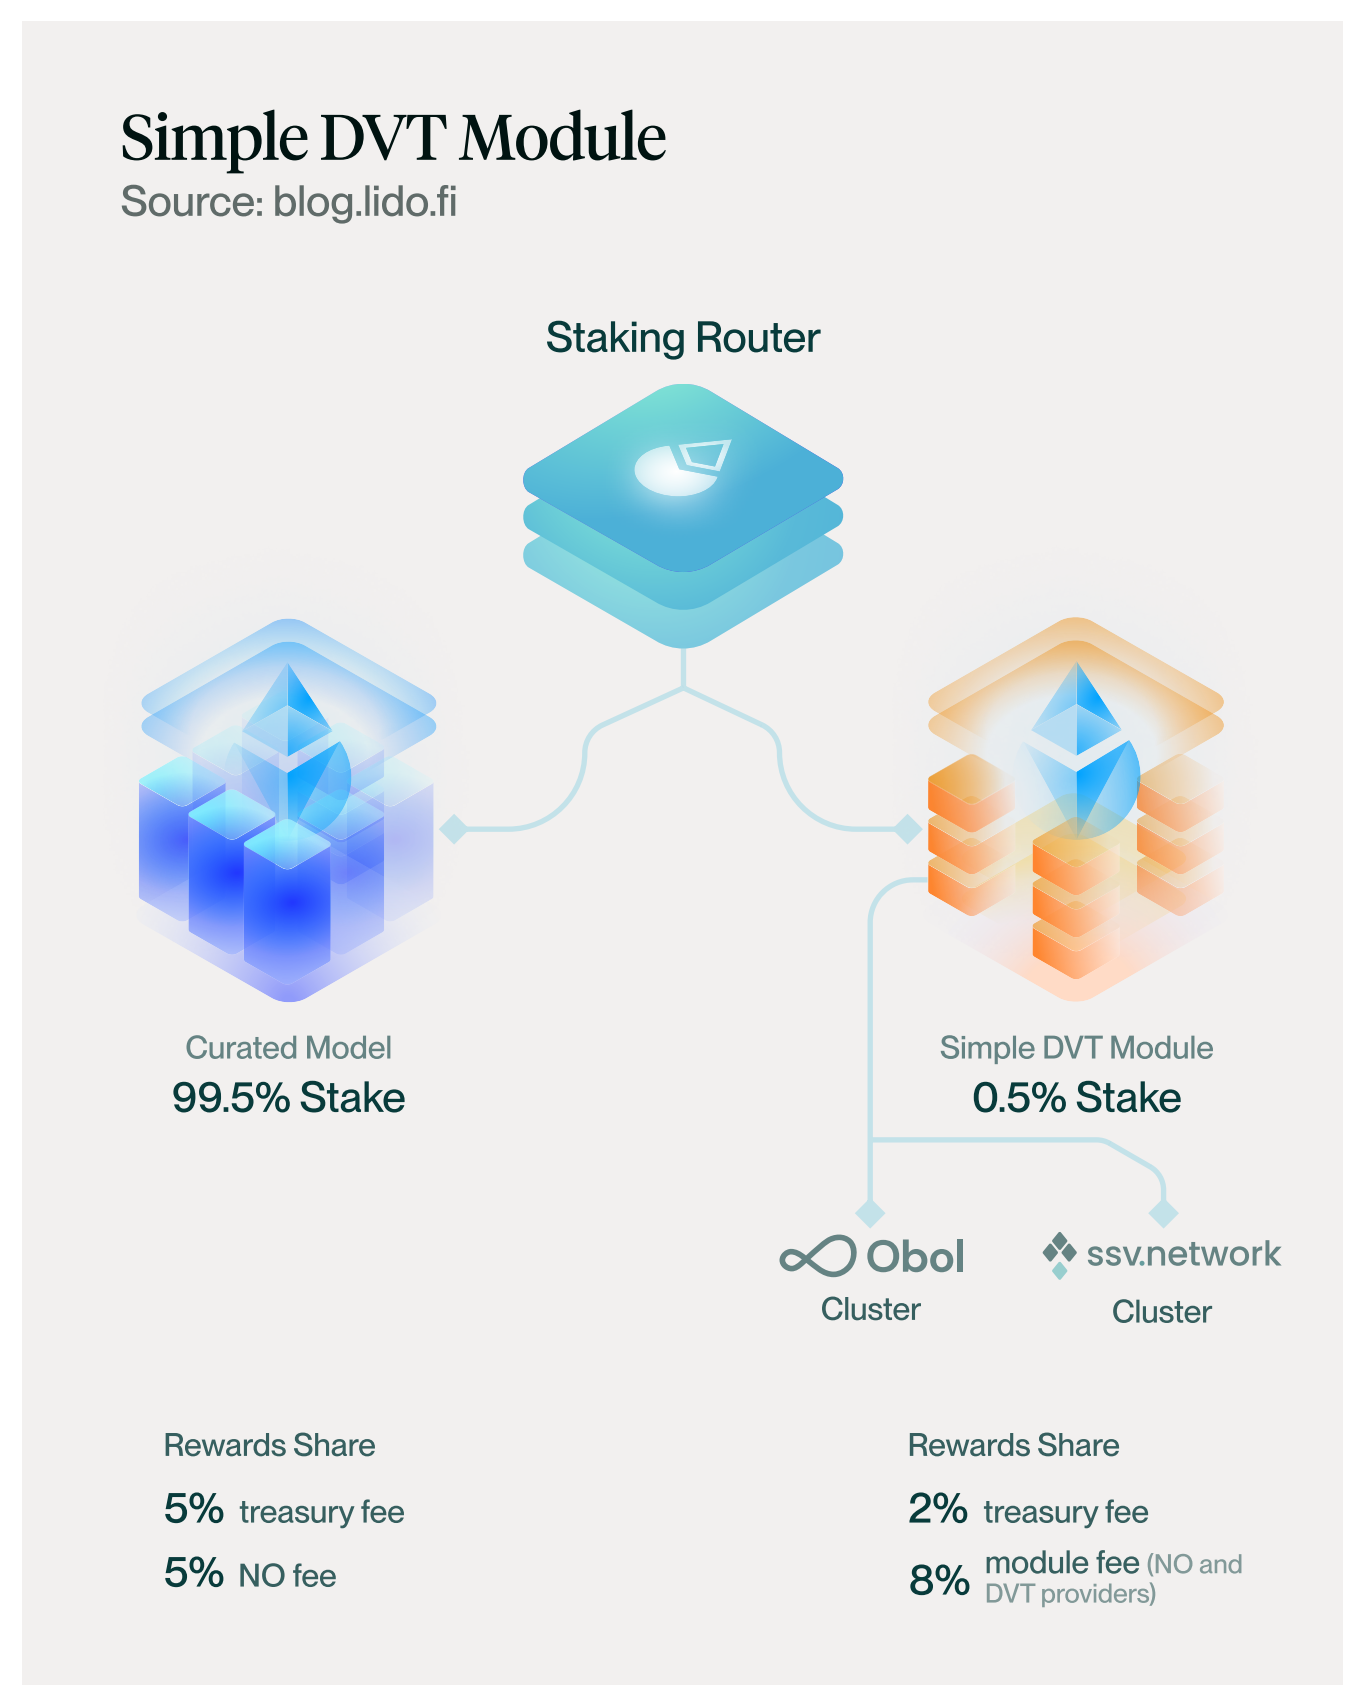 Simple DVT Module
Source: blog.lido.fi
Staking Router
Curated Model
99.5% Stake
Simple DVT Module
0.5% Stake
Obol
Cluster
ssv.network
Cluster
Rewards Share
5% treasury fee
5% NO fee
Rewards Share
2% treasury fee
8% module fee (NO and
DVT providers)